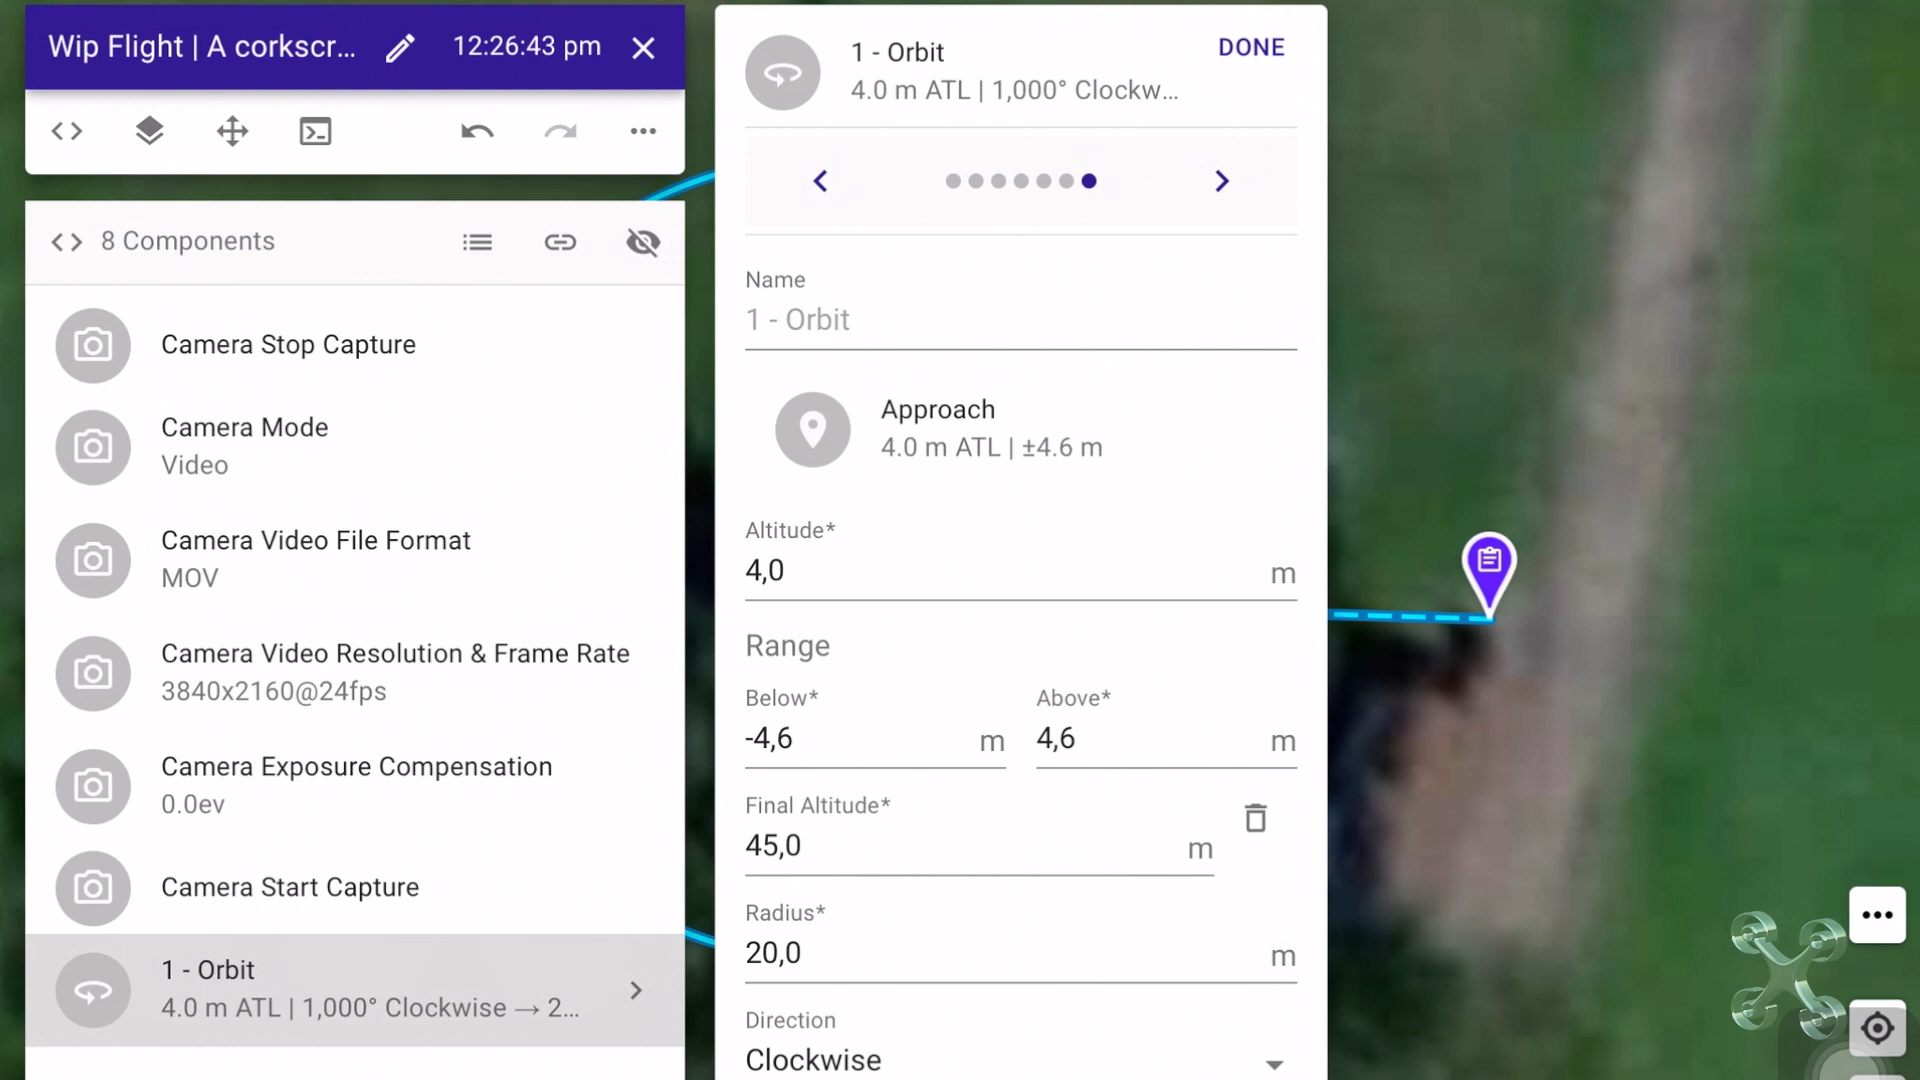 Wip Flight | A corkscr...
12:26:43 pm
8 Components
Camera Stop Capture
Camera Mode
Video
Camera Video File Format
MOV
Camera Video Resolution & Frame Rate
3840x2160@24fps
Camera Exposure Compensation
0.0ev
Camera Start Capture
1 - Orbit
4.0 m ATL | 1,000° Clockwise → 2...
1 - Orbit
DONE
4.0 m ATL | 1,000° Clockw...
Name
1 - Orbit
Approach
4.0 m ATL | ±4.6 m
Altitude*
4,0 m
Range
Below* Above*
-4,6 m 4,6 m
Final Altitude*
45,0 m
Radius*
20,0 m
Direction
Clockwise